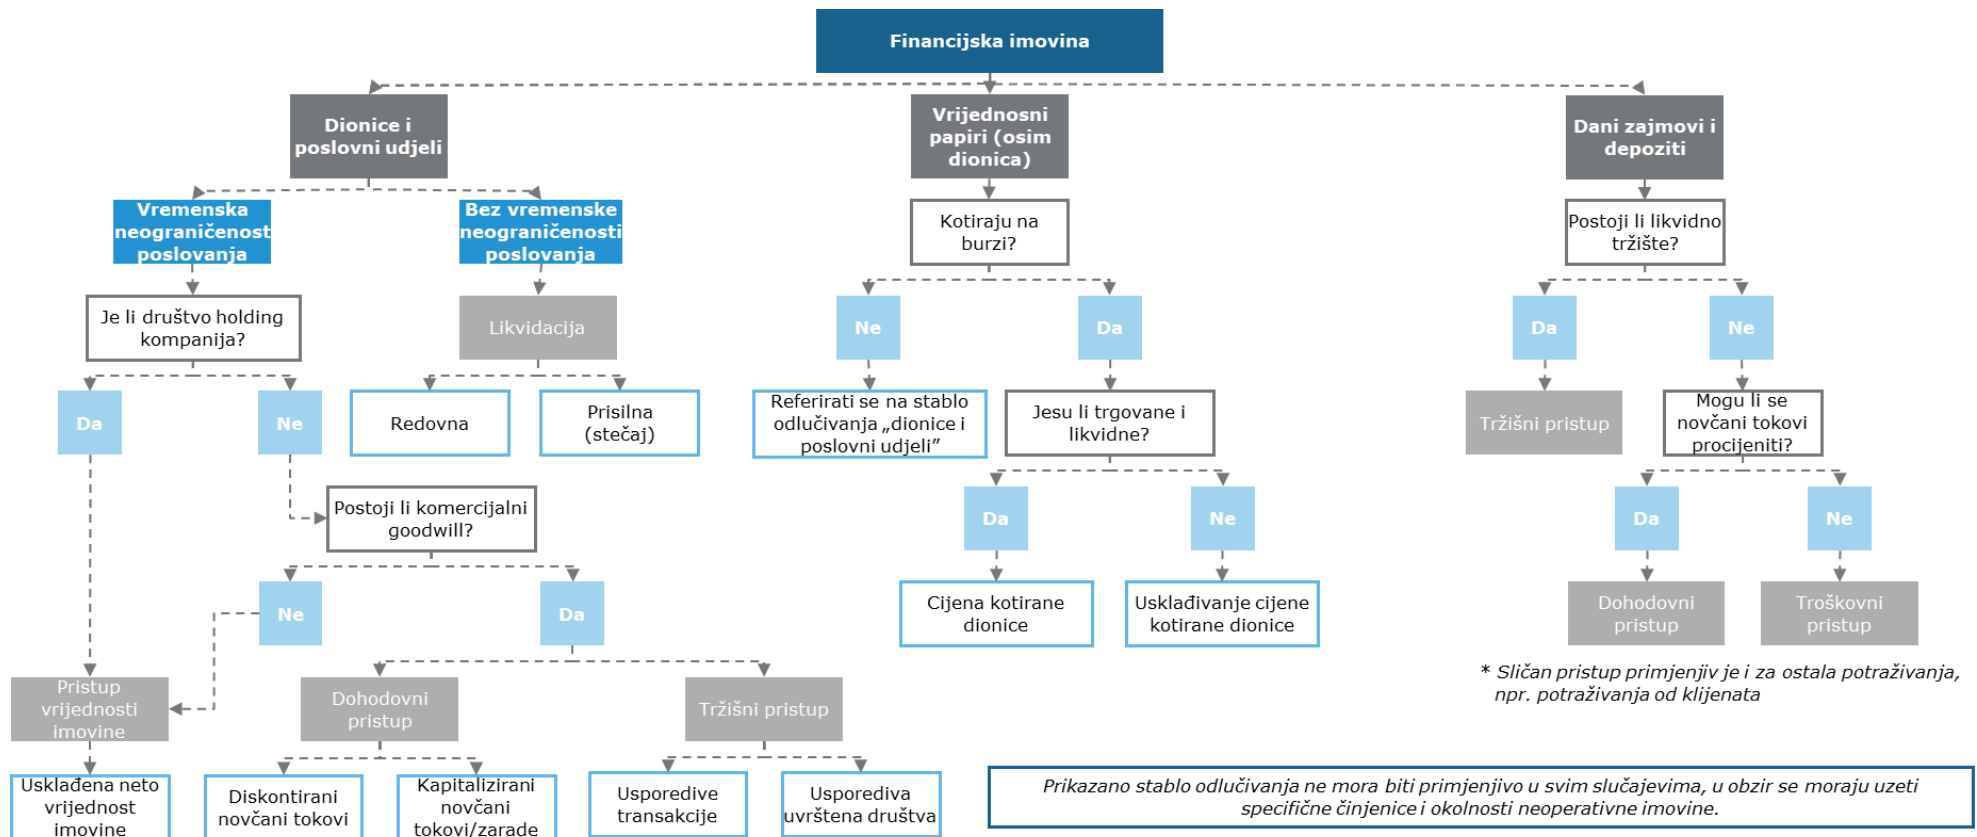 Financijska imovina
Dionice i
poslovni udjeli
Vrijednosni
papiri (osim
dionica)
Dani zajmovi i
depoziti
Vremenska
neograničenost
poslovanja
Bez vremenske
neograničenosti
poslovanja
Kotiraju na
burzi?
Postoji li likvidno
tržište?
Je li društvo holding
kompanija?
Likvidacija
Ne
Da
Da
Ne
Da
Ne
Redovna
Prisilna
(stečaj)
Referirati se na stablo
odlučivanja „dionice i
poslovni udjeli”
Jesu li trgovane i
likvidne?
Tržišni pristup
Mogu li se
novčani tokovi
procijeniti?
Postoji li komercijalni
goodwill?
Da
Ne
Da
Ne
Ne
Da
Cijena kotirane
dionice
Usklađivanje cijene
kotirane dionice
Dohodovni
pristup
Troškovni
pristup
* Sličan pristup primjenjiv je i za ostala potraživanja,
npr. potraživanja od klijenata
Pristup
vrijednosti
imovine
Dohodovni
pristup
Tržišni pristup
Usklađena neto
vrijednost
imovine
Diskontirani
novčani tokovi
Kapitalizirani
novčani
tokovi/zarade
Usporedive
transakcije
Usporediva
uvrštena društva
Prikazano stablo odlučivanja ne mora biti primjenjivo u svim slučajevima, u obzir se moraju uzeti
specifične činjenice i okolnosti neoperativne imovine.